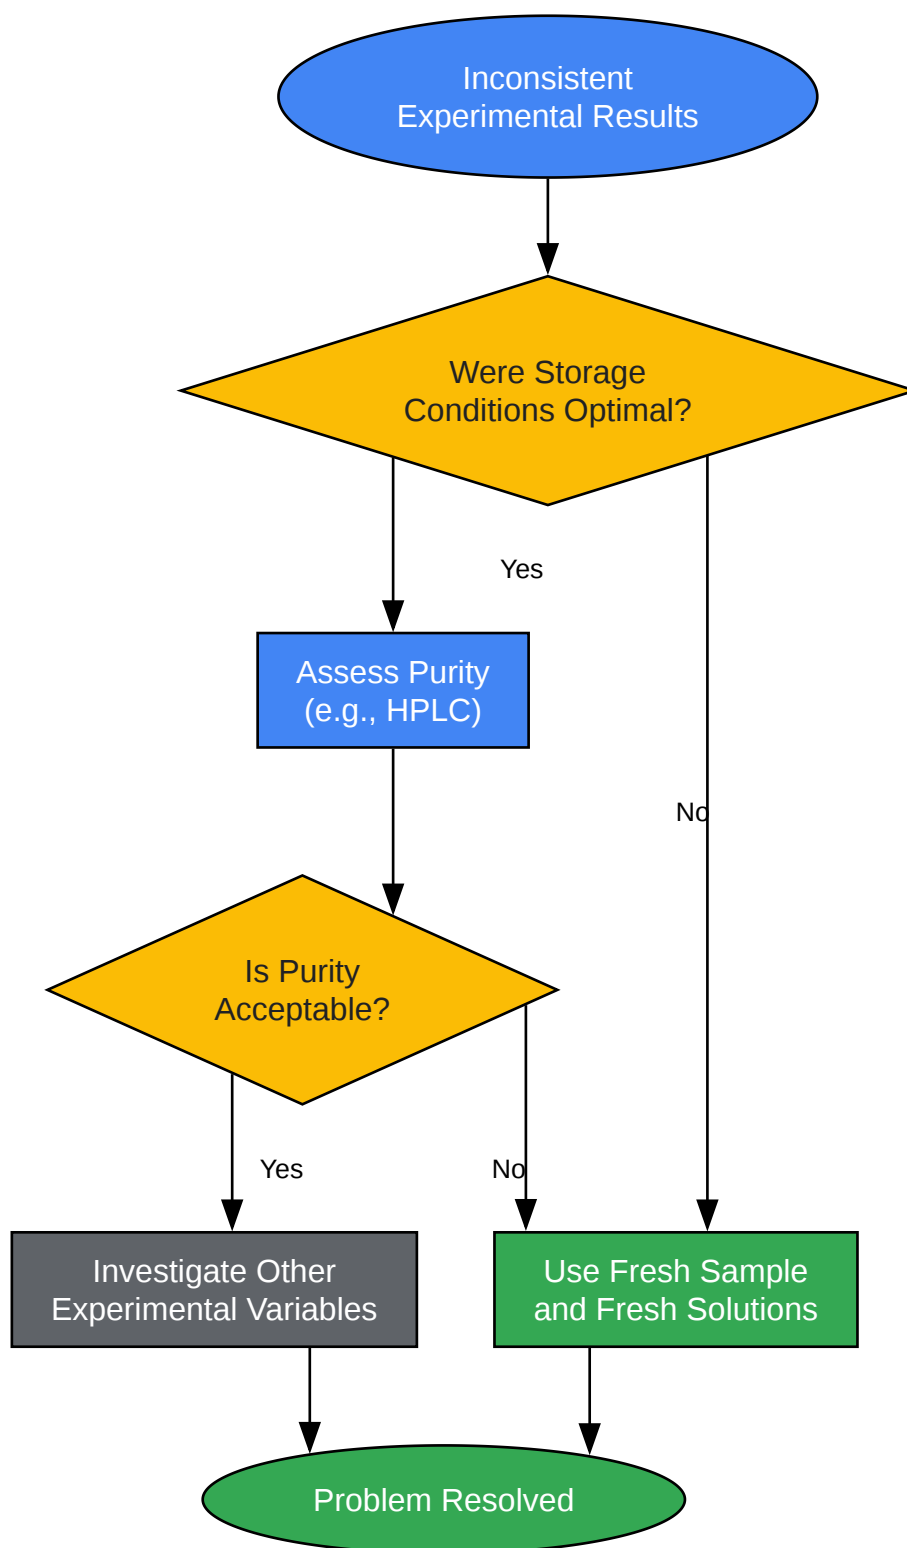 Inconsistent
Experimental Results
Were Storage
Conditions Optimal?
Yes
Assess Purity
(e.g., HPLC)
No
Is Purity
Acceptable?
Yes
No
Investigate Other
Experimental Variables
Use Fresh Sample
and Fresh Solutions
Problem Resolved